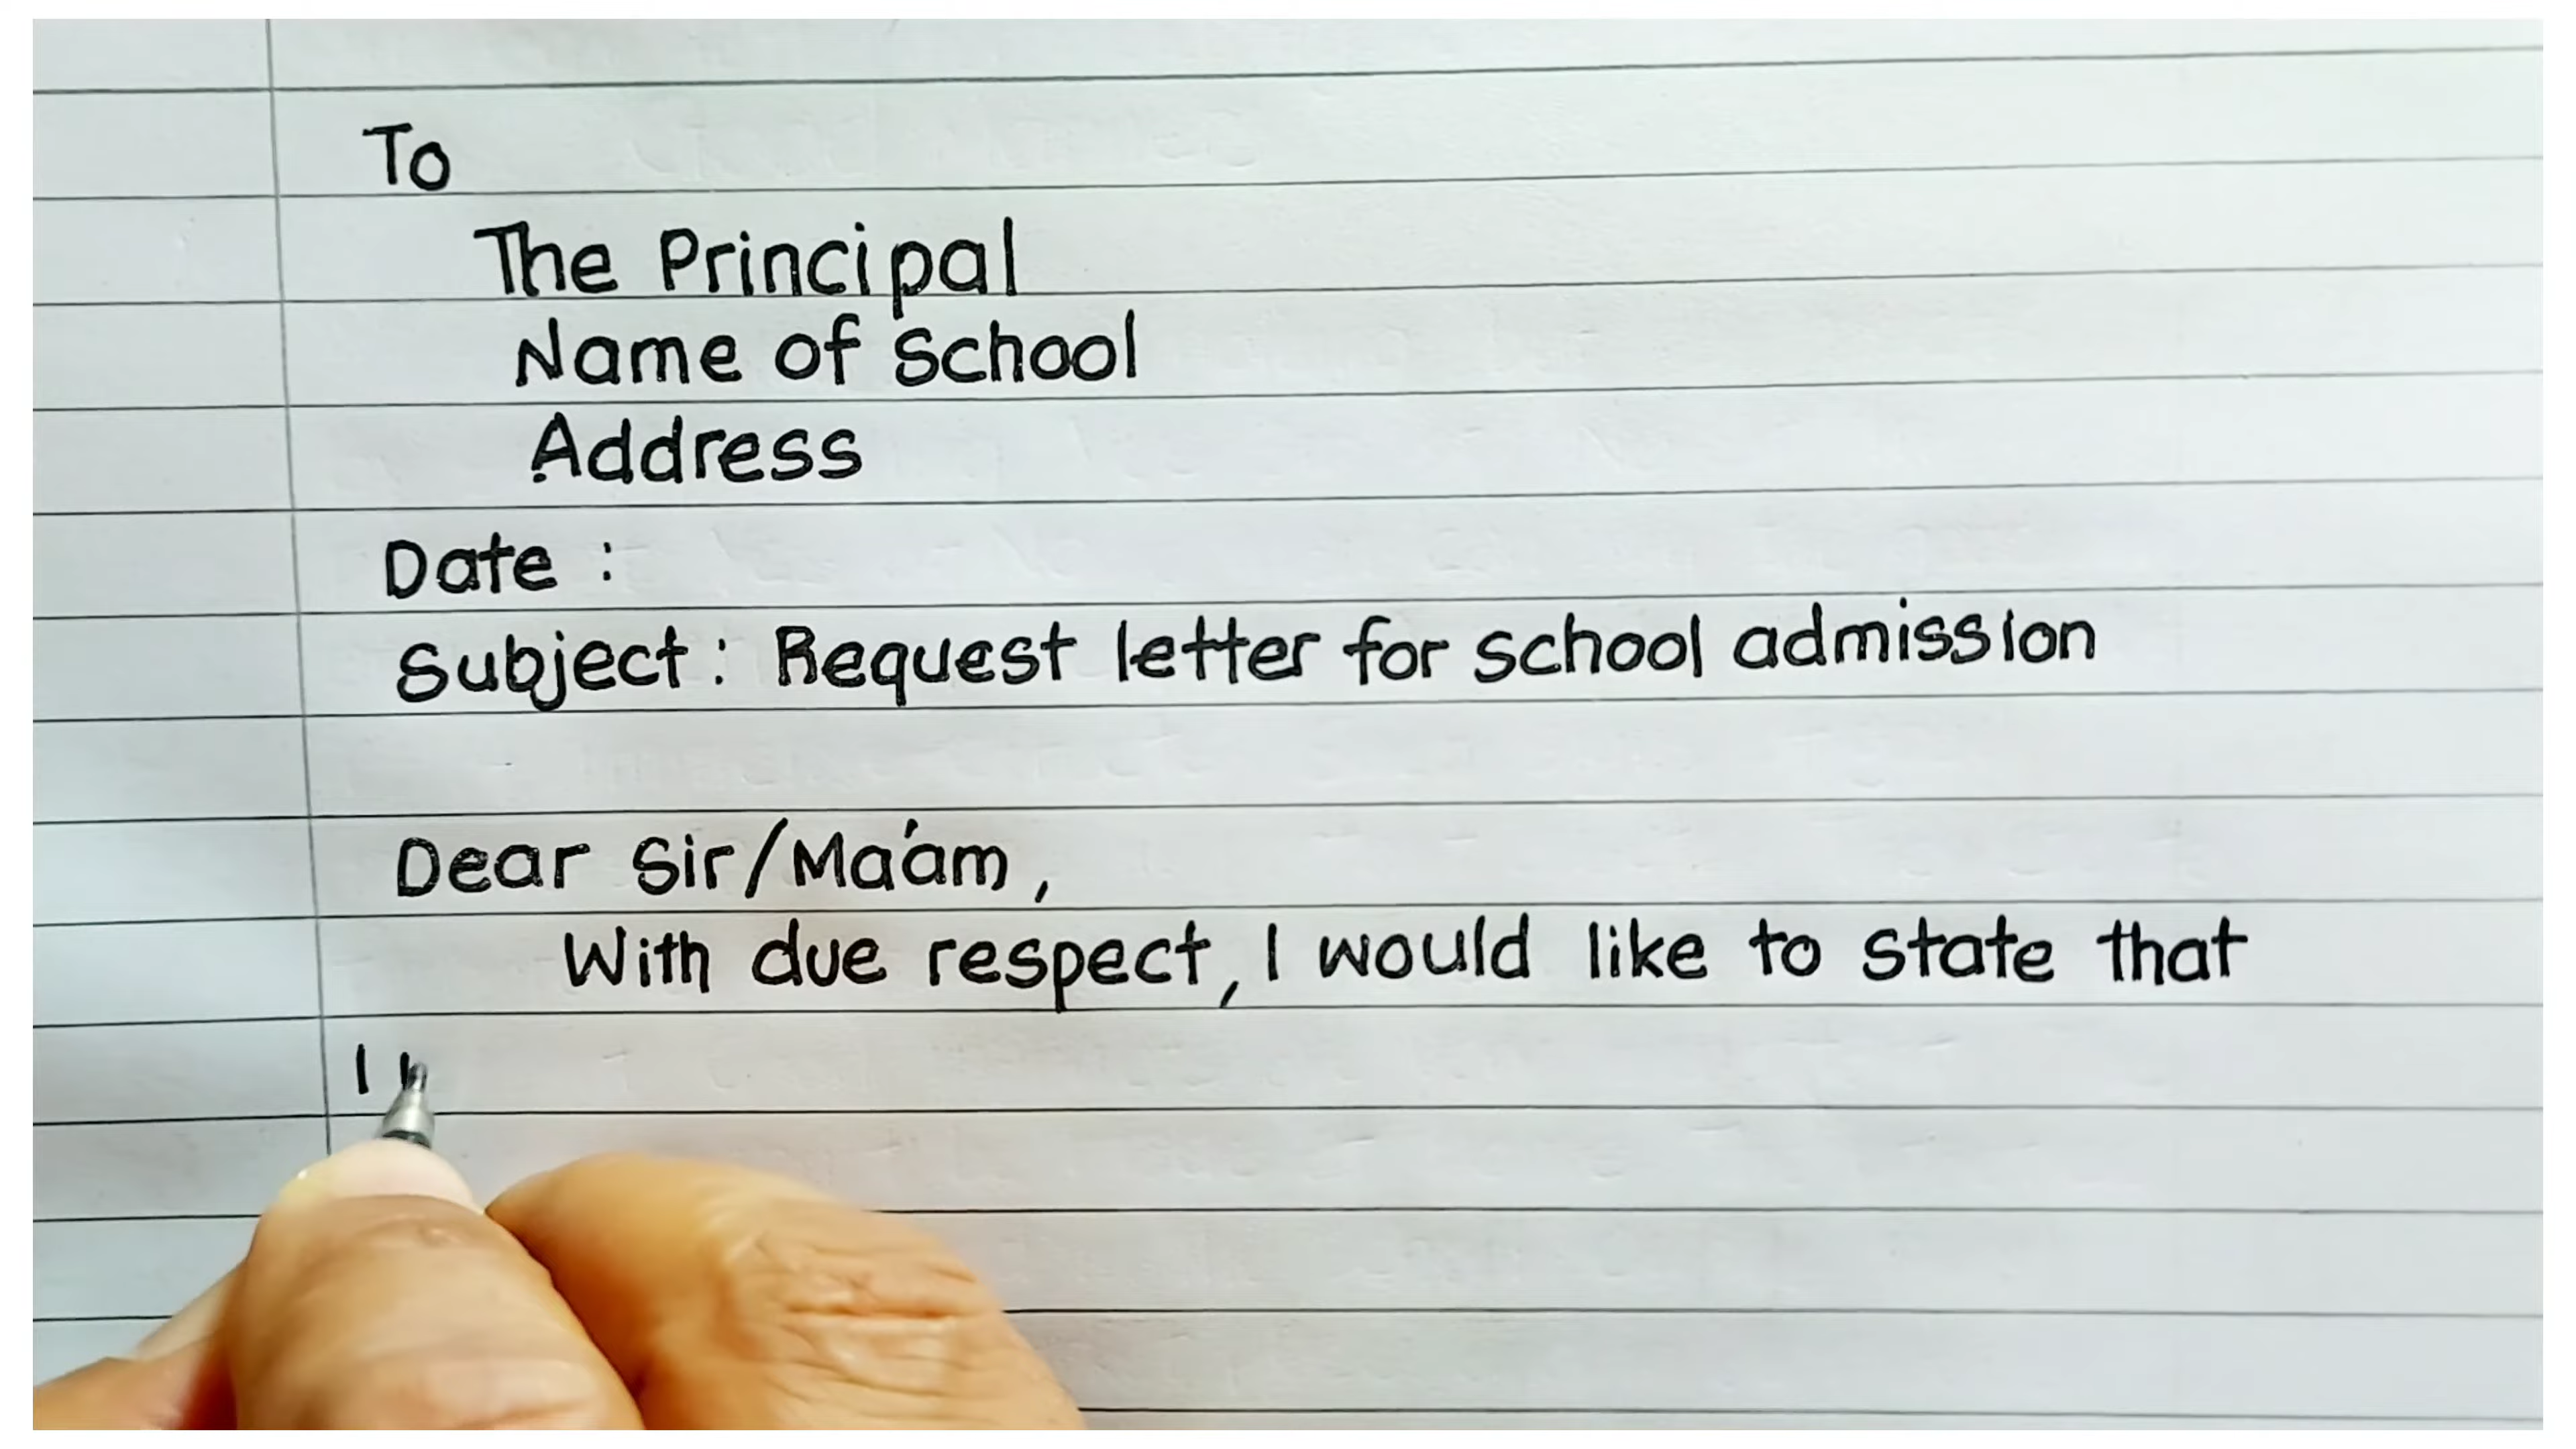 To
The Principal
Name of School
Address
Date :
Subject : Request letter for school admission
Dear Sir/Ma'am,
With due respect, I would like to state that
I